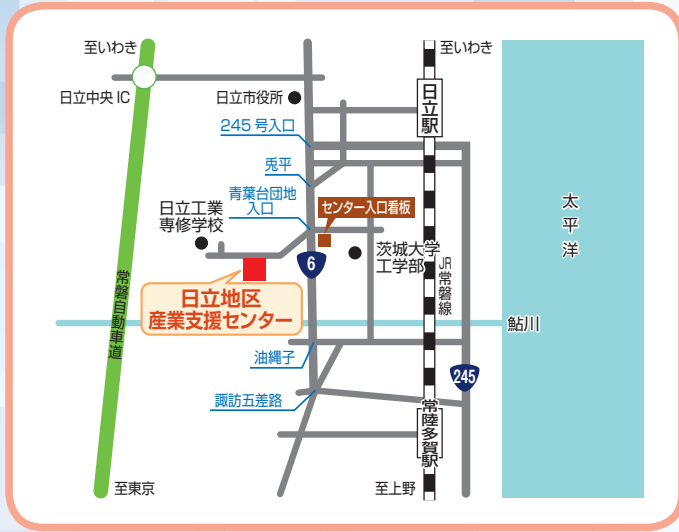 至いわき
至いわき
日立中央 IC
日立市役所
日立駅
245 号入口
兎平
青葉台団地
入口
センター入口看板
日立工業
専修学校
太平洋
茨城大学
工学部
6
JR常磐線
常磐自動車道
日立地区
産業支援センター
鮎川
油縄子
245
諏訪五差路
常陸多賀駅
至東京
至上野